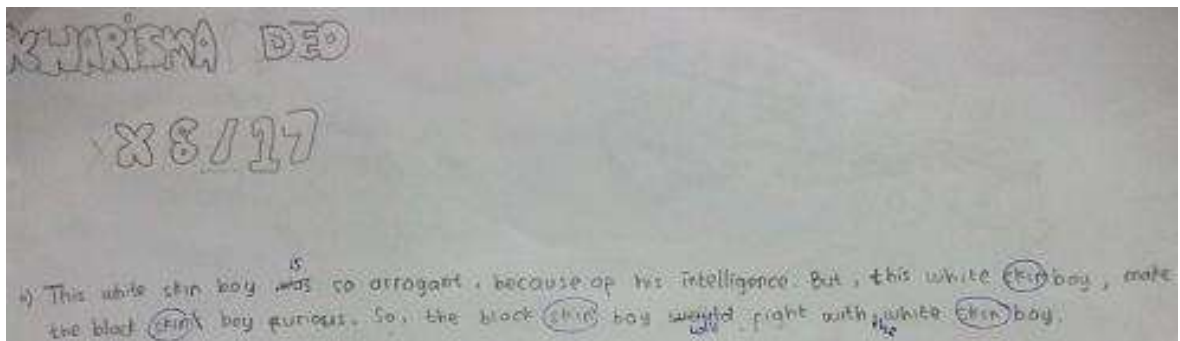 KWARISMA DEO
X8/17
4) This white skin boy is was so arrogant, because of his intelligence. But, this white skin boy, make
the black skin boy furious. So, the black skin boy would will fight with the white skin boy.